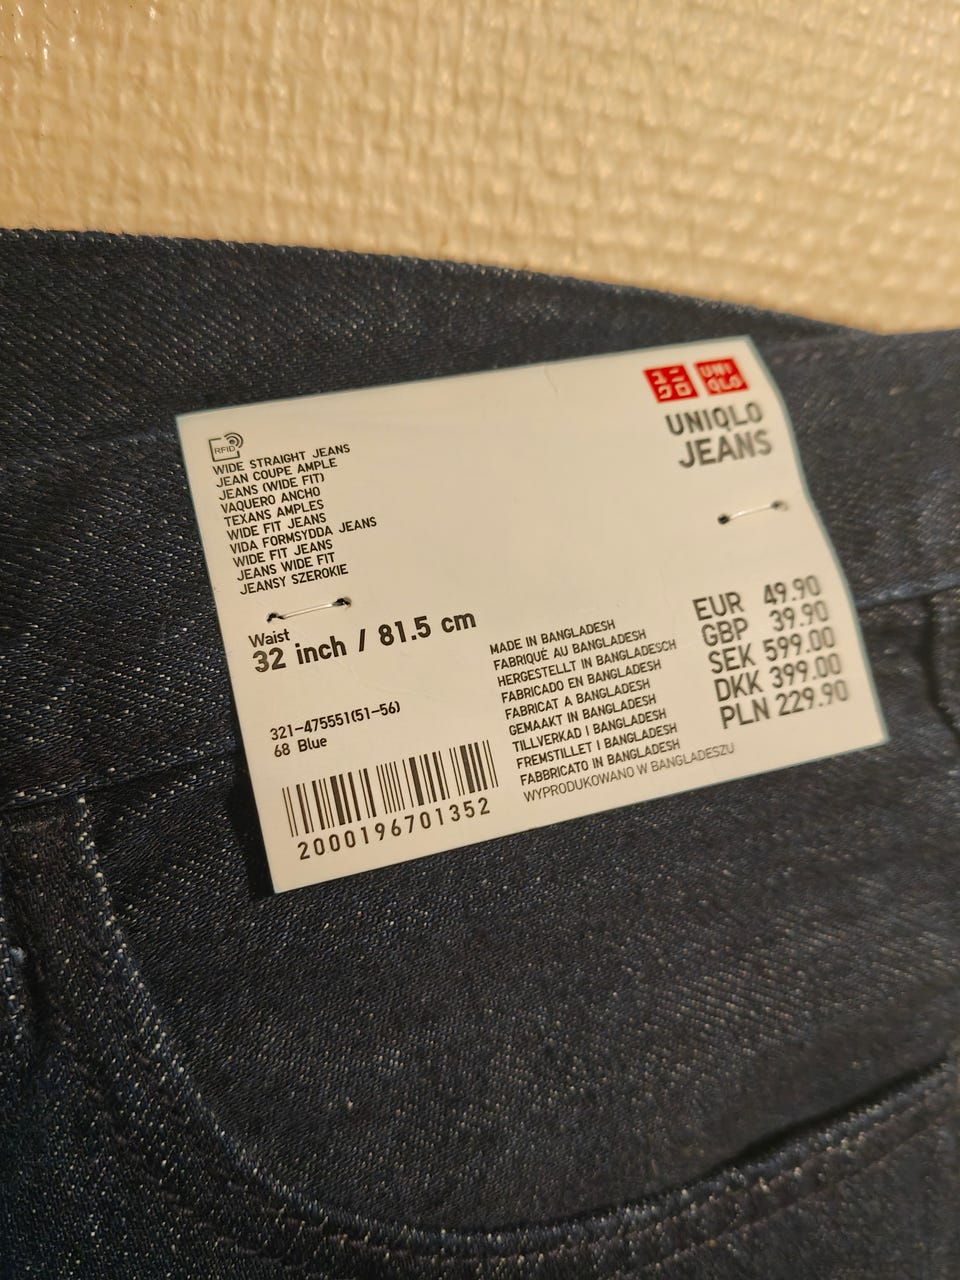 ユニ
クロ
UNI
QLO
UNIQLO
JEANS
RFID
WIDE STRAIGHT JEANS
JEAN COUPE AMPLE
JEANS (WIDE FIT)
VAQUERO ANCHO
TEXANS AMPLES
WIDE FIT JEANS
VIDA FORMSYDDA JEANS
WIDE FIT JEANS
JEANS WIDE FIT
JEANSY SZEROKIE
Waist
32 inch / 81.5 cm
321-475551(51-56)
68 Blue
2000196701352
MADE IN BANGLADESH
FABRIQUÉ AU BANGLADESH
HERGESTELLT IN BANGLADESCH
FABRICADO EN BANGLADESH
FABRICAT A BANGLADESH
GEMAAKT IN BANGLADESH
TILLVERKAD I BANGLADESH
FREMSTILLET I BANGLADESH
FABBRICATO IN BANGLADESH
WYPRODUKOWANO W BANGLADESZU
EUR 49.90
GBP 39.90
SEK 599.00
DKK 399.00
PLN 229.90